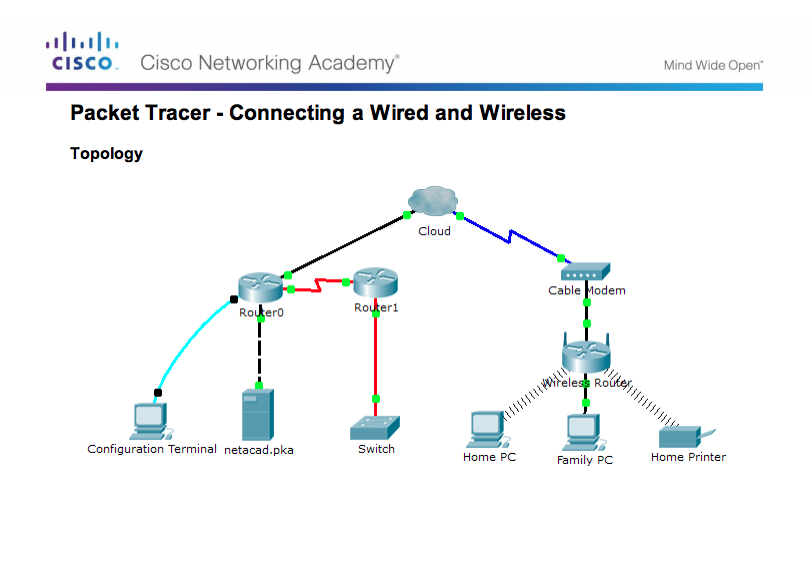 CISCO Cisco Networking Academy® Mind Wide Open™
Packet Tracer - Connecting a Wired and Wireless
Topology
Cloud
Cable Modem
Router0
Router1
Wireless Router
Configuration Terminal
netacad.pka
Switch
Home PC
Family PC
Home Printer